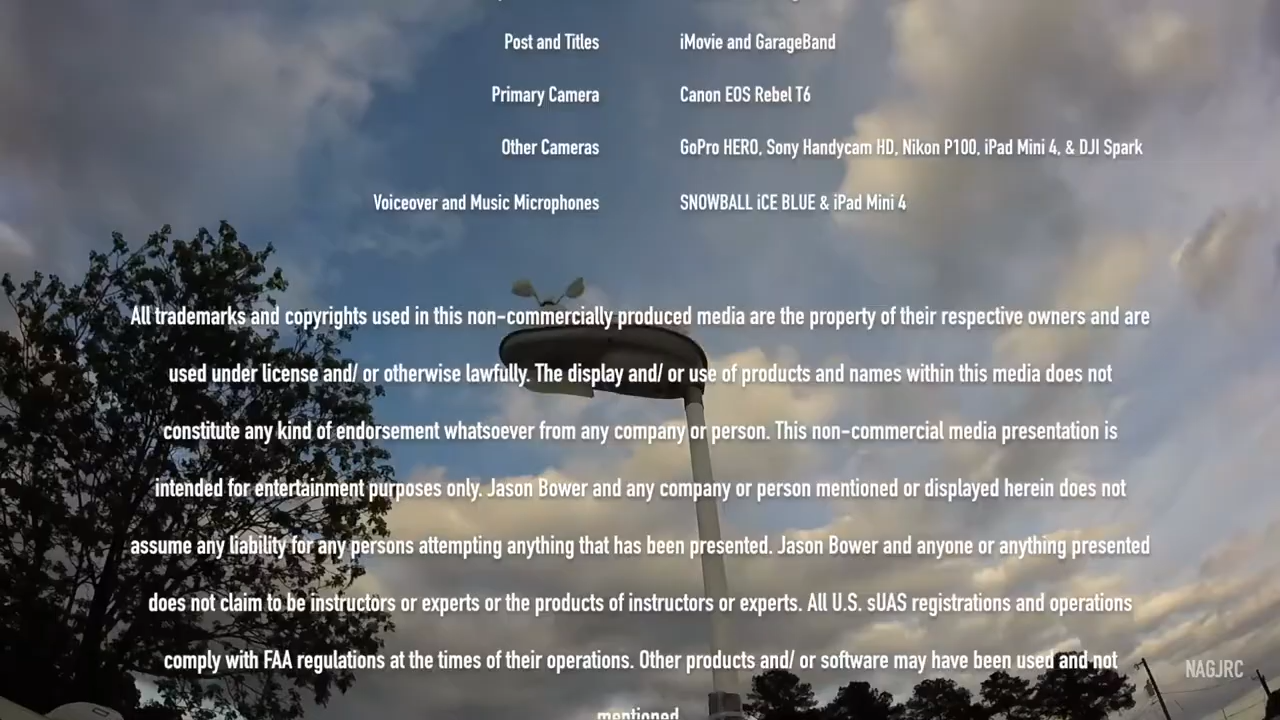 Post and Titles iMovie and GarageBand
Primary Camera Canon EOS Rebel T6
Other Cameras GoPro HERO, Sony Handycam HD, Nikon P100, iPad Mini 4, & DJI Spark
Voiceover and Music Microphones SNOWBALL iCE BLUE & iPad Mini 4
All trademarks and copyrights used in this non-commercially produced media are the property of their respective owners and are
used under license and/ or otherwise lawfully. The display and/ or use of products and names within this media does not
constitute any kind of endorsement whatsoever from any company or person. This non-commercial media presentation is
intended for entertainment purposes only. Jason Bower and any company or person mentioned or displayed herein does not
assume any liability for any persons attempting anything that has been presented. Jason Bower and anyone or anything presented
does not claim to be instructors or experts or the products of instructors or experts. All U.S. sUAS registrations and operations
comply with FAA regulations at the times of their operations. Other products and/ or software may have been used and not
mentioned
NAGJRC